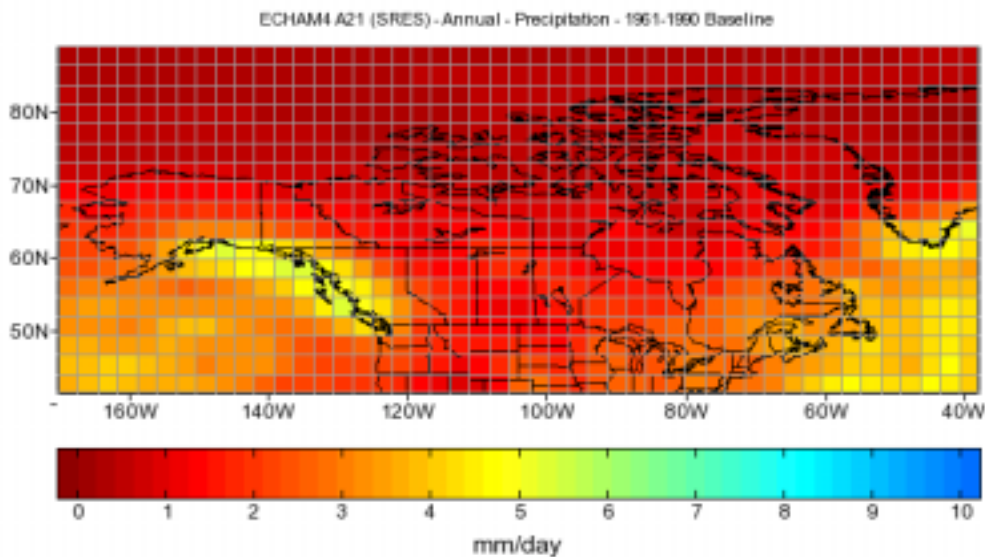 ECHAM4 A21 (SRES) - Annual - Precipitation - 1961-1990 Baseline
80N
70N
60N
50N
160W 140W 120W 100W 80W 60W 40W
0 1 2 3 4 5 6 7 8 9 10
mm/day